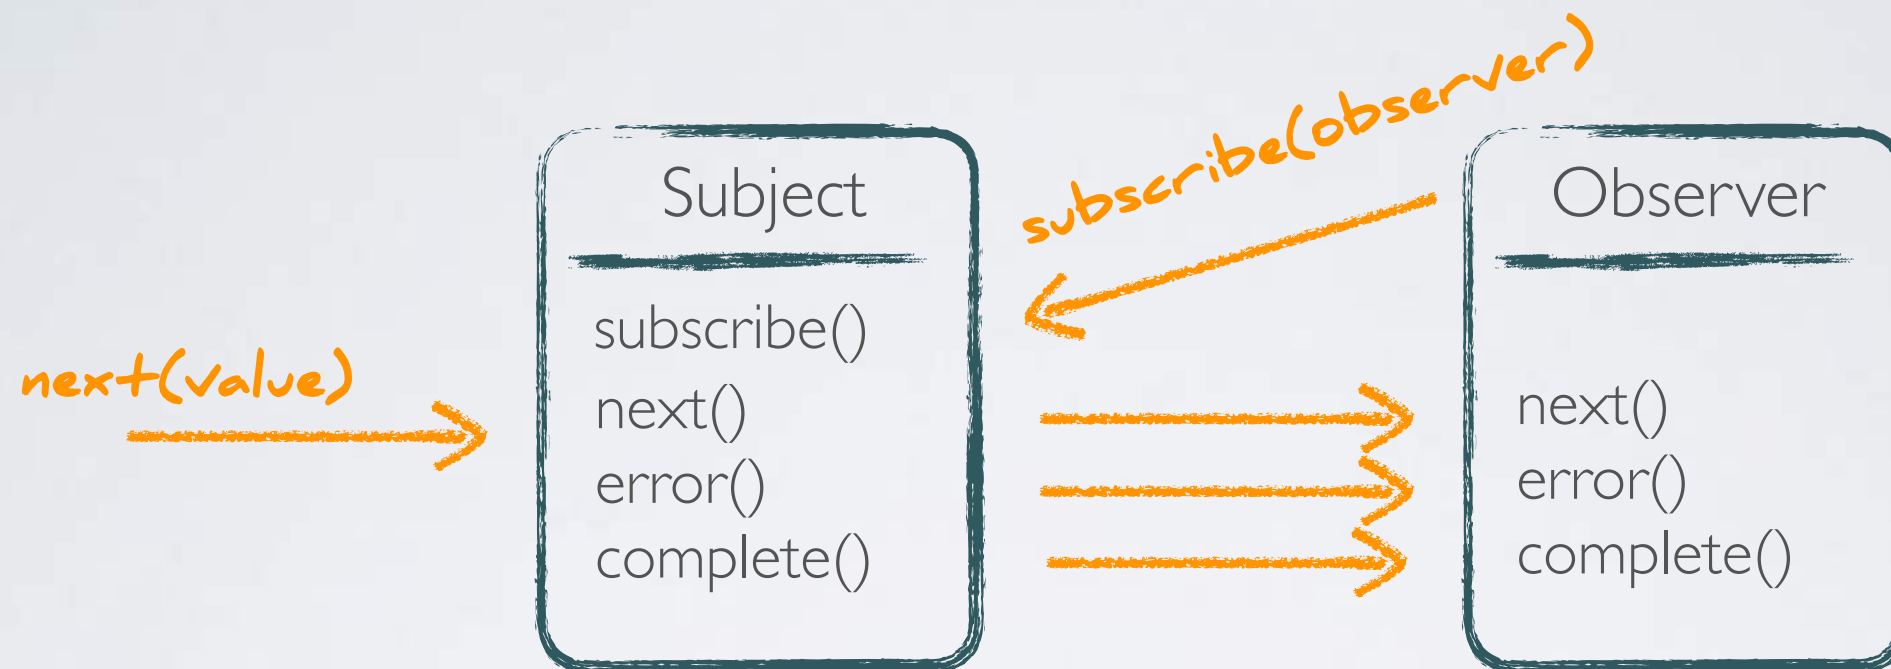 subscribe(observer)
Subject
Observer
subscribe()
next(value)
next()
error()
complete()
next()
error()
complete()